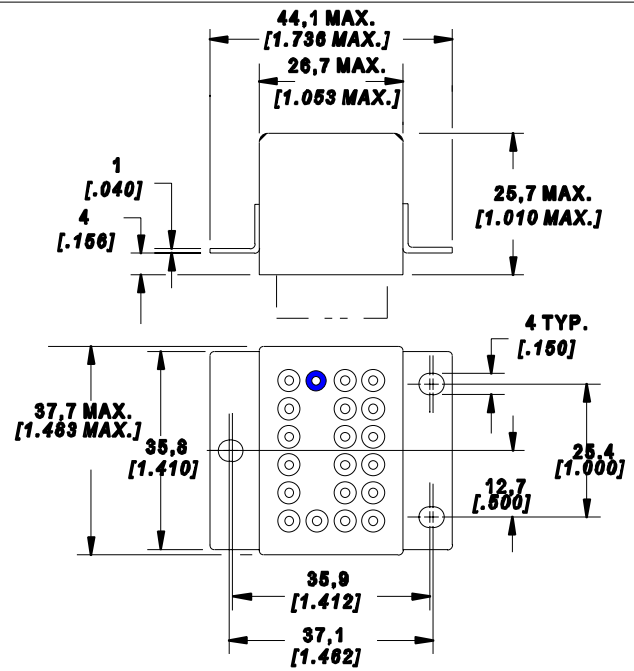 44,1 MAX.
[1.736 MAX.]
26,7 MAX.
[1.053 MAX.]
1
[.040]
4
[.156]
25,7 MAX.
[1.010 MAX.]
4 TYP.
[.150]
37,7 MAX.
[1.483 MAX.]
35,8
[1.410]
25,4
[1.000]
12,7
[.500]
35,9
[1.412]
37,1
[1.462]